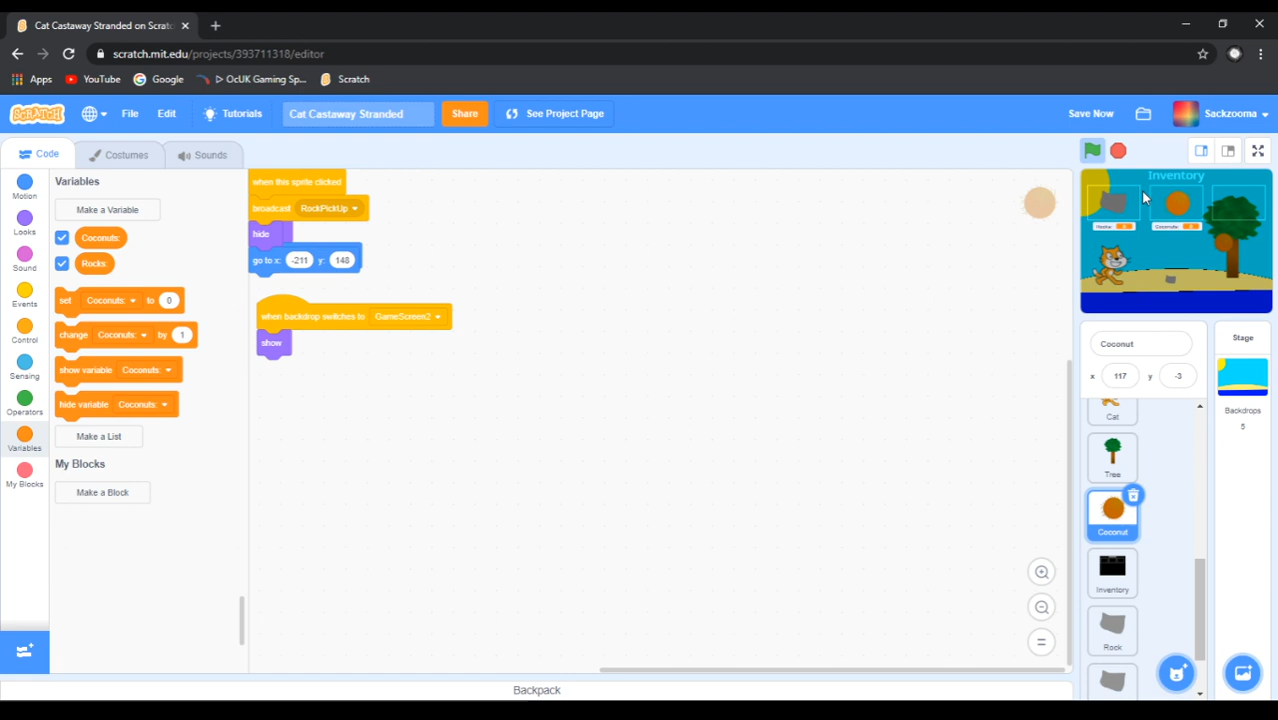 Cat Castaway Stranded on Scratc
scratch.mit.edu/projects/393711318/editor
Apps YouTube Google ▷ OcUK Gaming Sp... Scratch
SCRATCH File Edit Tutorials Cat Castaway Stranded Share See Project Page Save Now Sackzooma
Code Costumes Sounds
Motion
Looks
Sound
Events
Control
Sensing
Operators
Variables
My Blocks
Variables
Make a Variable
Coconuts:
Rocks:
set Coconuts: to 0
change Coconuts: by 1
show variable Coconuts:
hide variable Coconuts:
Make a List
My Blocks
Make a Block
when this sprite clicked
broadcast RockPickUp
hide
go to x: -211 y: 148
when backdrop switches to GameScreen2
show
Inventory
Rocks: 0 Coconuts: 0
Coconut
x 117 y -3
Cat
Tree
Coconut
Inventory
Rock
Stage
Backdrops
5
Backpack